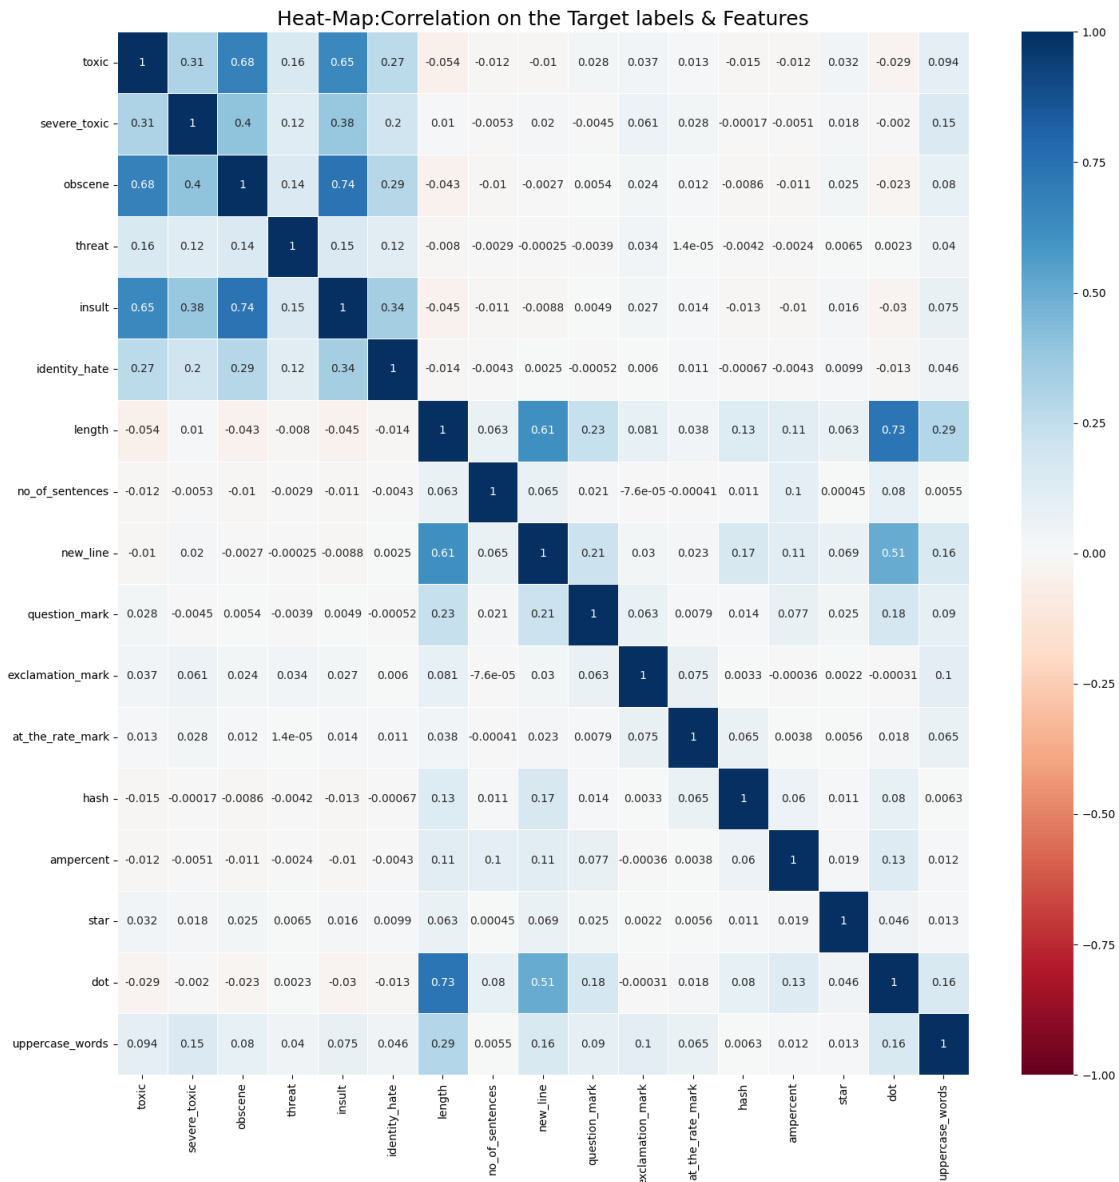 Heat-Map:Correlation on the Target labels & Features
toxic 1 0.31 0.68 0.16 0.65 0.27 -0.054 -0.012 -0.01 0.028 0.037 0.013 -0.015 -0.012 0.032 -0.029 0.094
severe_toxic 0.31 1 0.4 0.12 0.38 0.2 0.01 -0.0053 0.02 -0.0045 0.061 0.028 -0.00017 -0.0051 0.018 -0.002 0.15
obscene 0.68 0.4 1 0.14 0.74 0.29 -0.043 -0.01 -0.0027 0.0054 0.024 0.012 -0.0086 -0.011 0.025 -0.023 0.08
threat 0.16 0.12 0.14 1 0.15 0.12 -0.008 -0.0029 -0.00025 -0.0039 0.034 1.4e-05 -0.0042 -0.0024 0.0065 0.0023 0.04
insult 0.65 0.38 0.74 0.15 1 0.34 -0.045 -0.011 -0.0088 0.0049 0.027 0.014 -0.013 -0.01 0.016 -0.03 0.075
identity_hate 0.27 0.2 0.29 0.12 0.34 1 -0.014 -0.0043 0.0025 -0.00052 0.006 0.011 -0.00067 -0.0043 0.0099 -0.013 0.046
length -0.054 0.01 -0.043 -0.008 -0.045 -0.014 1 0.063 0.61 0.23 0.081 0.038 0.13 0.11 0.063 0.73 0.29
no_of_sentences -0.012 -0.0053 -0.01 -0.0029 -0.011 -0.0043 0.063 1 0.065 0.021 -7.6e-05 -0.00041 0.011 0.1 0.00045 0.08 0.0055
new_line -0.01 0.02 -0.0027 -0.00025 -0.0088 0.0025 0.61 0.065 1 0.21 0.03 0.023 0.17 0.11 0.069 0.51 0.16
question_mark 0.028 -0.0045 0.0054 -0.0039 0.0049 -0.00052 0.23 0.021 0.21 1 0.063 0.0079 0.014 0.077 0.025 0.18 0.09
exclamation_mark 0.037 0.061 0.024 0.034 0.027 0.006 0.081 -7.6e-05 0.03 0.063 1 0.075 0.0033 -0.00036 0.0022 -0.00031 0.1
at_the_rate_mark 0.013 0.028 0.012 1.4e-05 0.014 0.011 0.038 -0.00041 0.023 0.0079 0.075 1 0.065 0.0038 0.0056 0.018 0.065
hash -0.015 -0.00017 -0.0086 -0.0042 -0.013 -0.00067 0.13 0.011 0.17 0.014 0.0033 0.065 1 0.06 0.011 0.08 0.0063
ampercent -0.012 -0.0051 -0.011 -0.0024 -0.01 -0.0043 0.11 0.1 0.11 0.077 -0.00036 0.0038 0.06 1 0.019 0.13 0.012
star 0.032 0.018 0.025 0.0065 0.016 0.0099 0.063 0.00045 0.069 0.025 0.0022 0.0056 0.011 0.019 1 0.046 0.013
dot -0.029 -0.002 -0.023 0.0023 -0.03 -0.013 0.73 0.08 0.51 0.18 -0.00031 0.018 0.08 0.13 0.046 1 0.16
uppercase_words 0.094 0.15 0.08 0.04 0.075 0.046 0.29 0.0055 0.16 0.09 0.1 0.065 0.0063 0.012 0.013 0.16 1
toxic
severe_toxic
obscene
threat
insult
identity_hate
length
no_of_sentences
new_line
question_mark
exclamation_mark
at_the_rate_mark
hash
ampercent
star
dot
uppercase_words
1.00
0.75
0.50
0.25
0.00
−0.25
−0.50
−0.75
−1.00